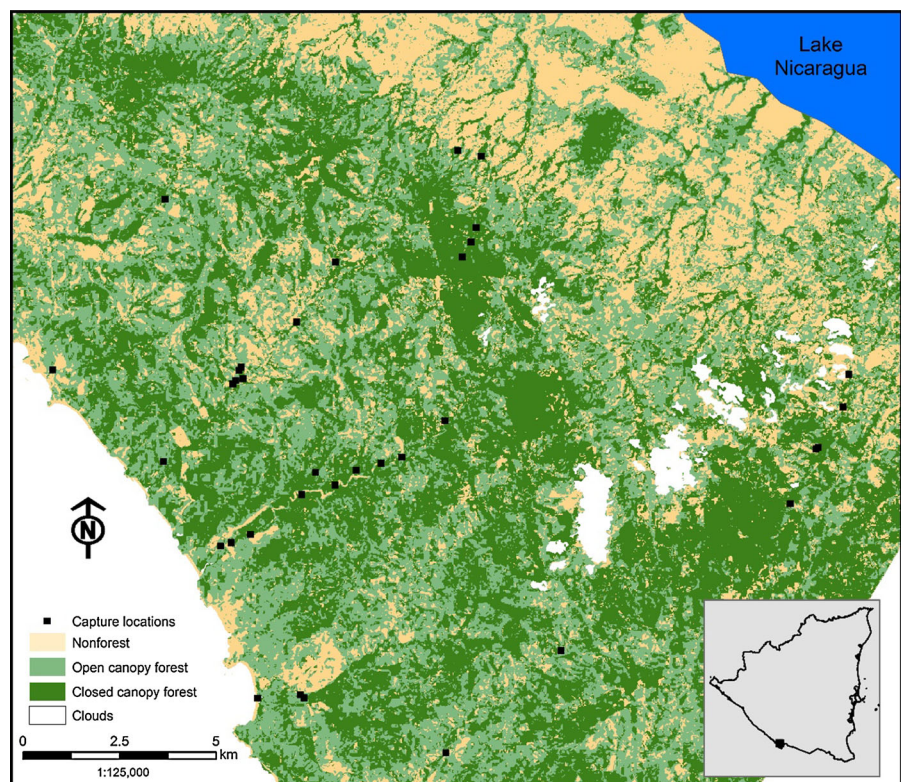 Lake
Nicaragua
N
Capture locations
Nonforest
Open canopy forest
Closed canopy forest
Clouds
0 2.5 5
km
1:125,000